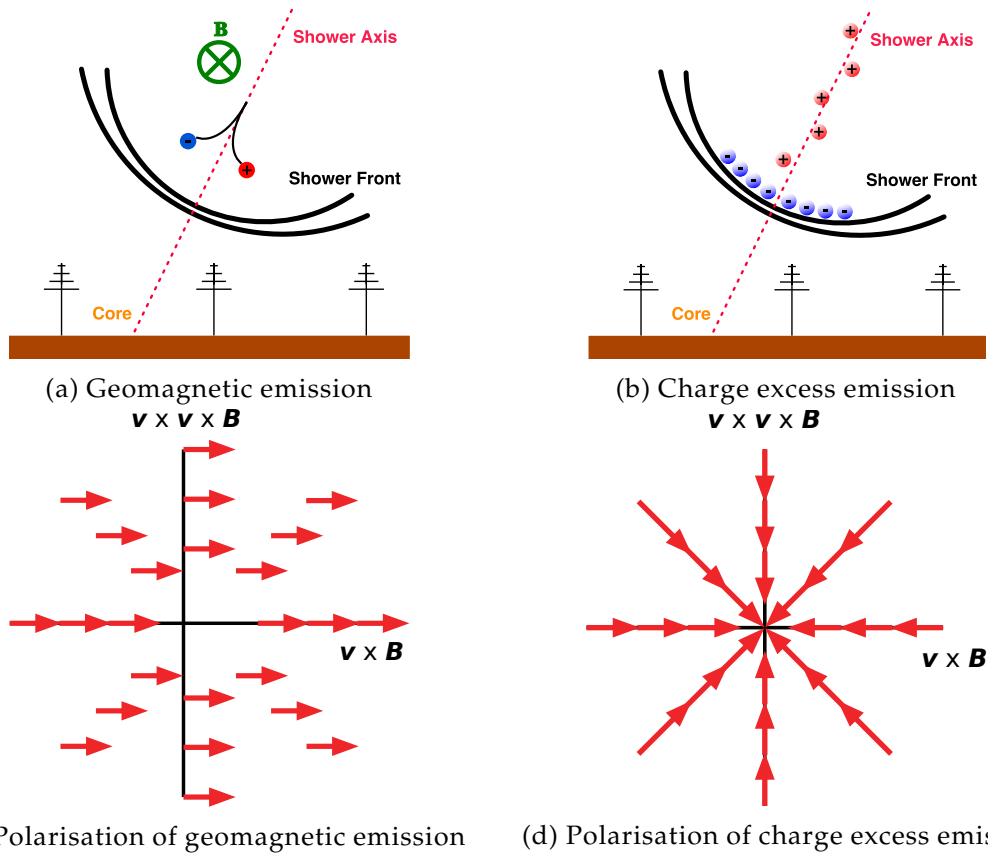 B
Shower Axis
-
+
Shower Front
Core
(a) Geomagnetic emission
+
+
Shower Axis
+
+
+
Shower Front
- - - - - - - -
Core
(b) Charge excess emission
v x v x B
v x B
Polarisation of geomagnetic emission
v x v x B
v x B
(d) Polarisation of charge excess emis